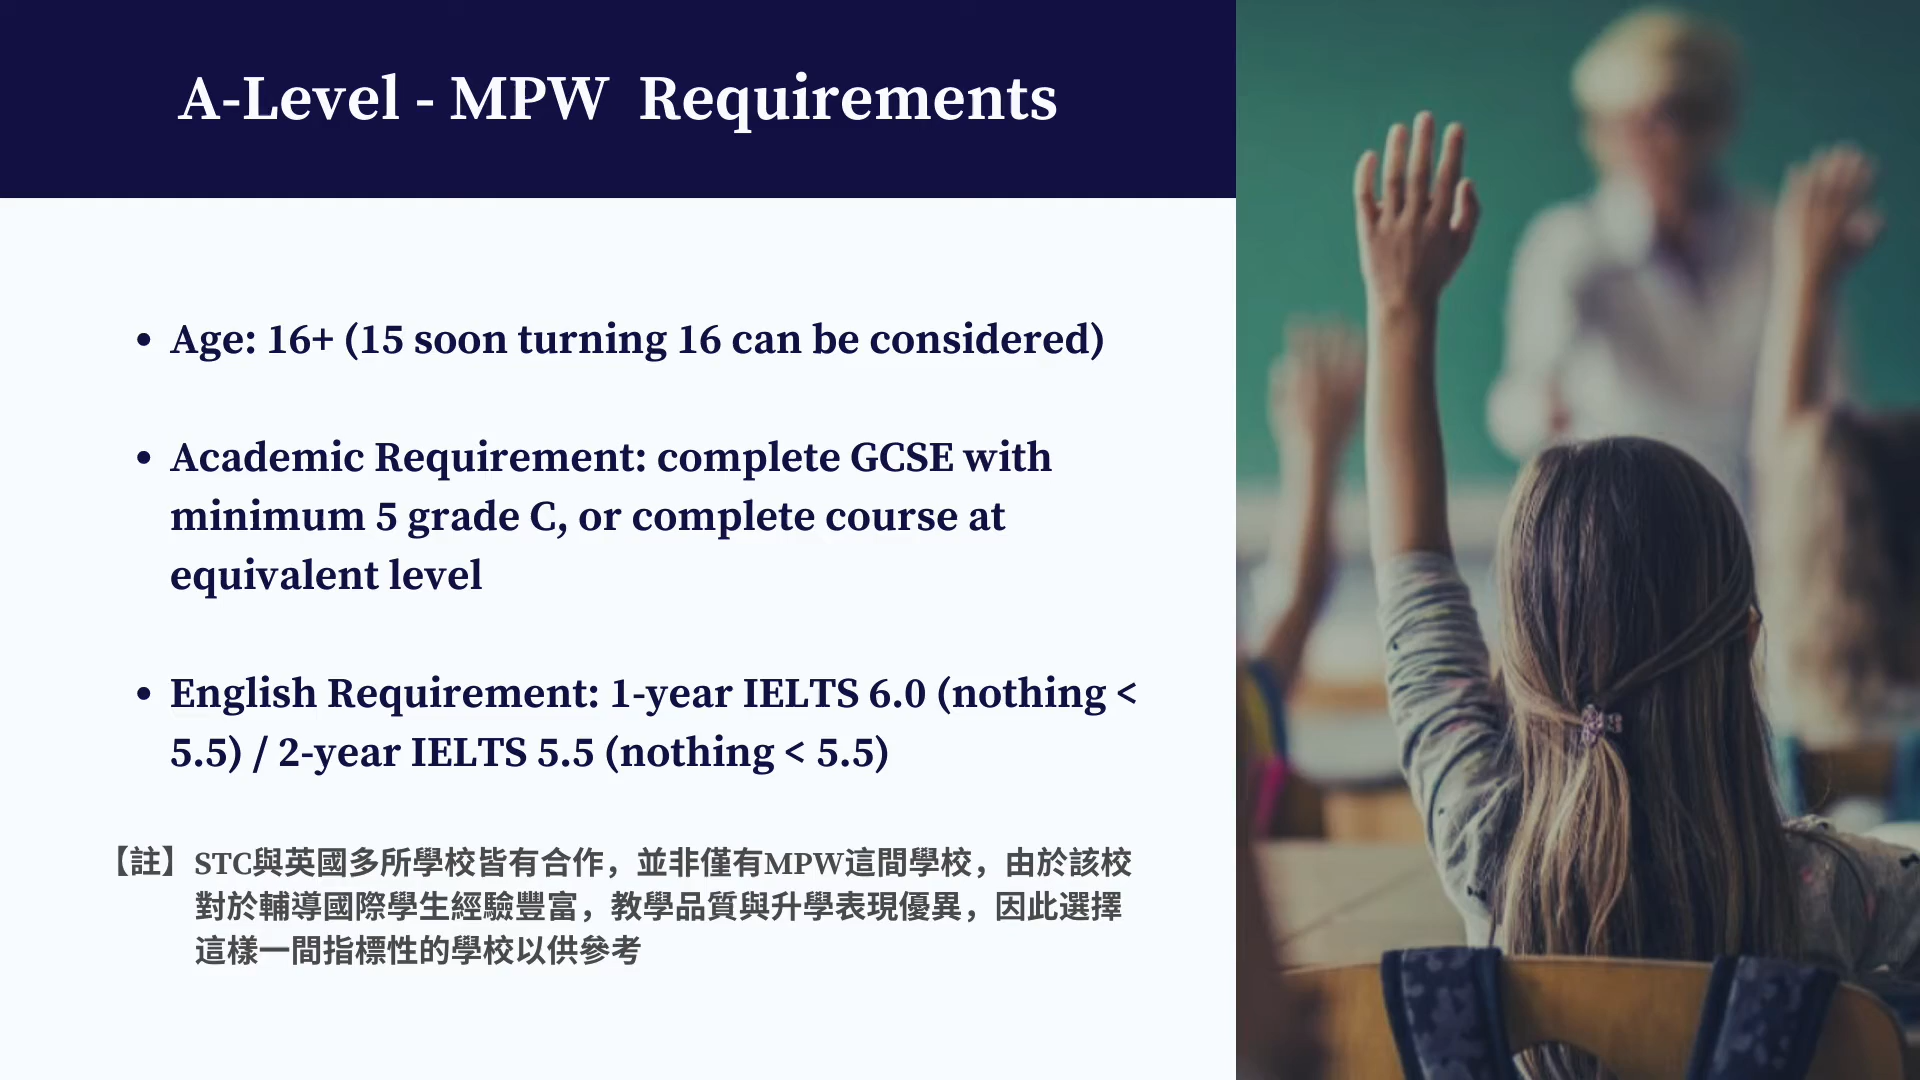 A-Level - MPW  Requirements
• Age: 16+ (15 soon turning 16 can be considered)
• Academic Requirement: complete GCSE with
minimum 5 grade C, or complete course at
equivalent level
• English Requirement: 1-year IELTS 6.0 (nothing <
5.5) / 2-year IELTS 5.5 (nothing < 5.5)
【註】STC與英國多所學校皆有合作，並非僅有MPW這間學校，由於該校
對於輔導國際學生經驗豐富，教學品質與升學表現優異，因此選擇
這樣一間指標性的學校以供參考